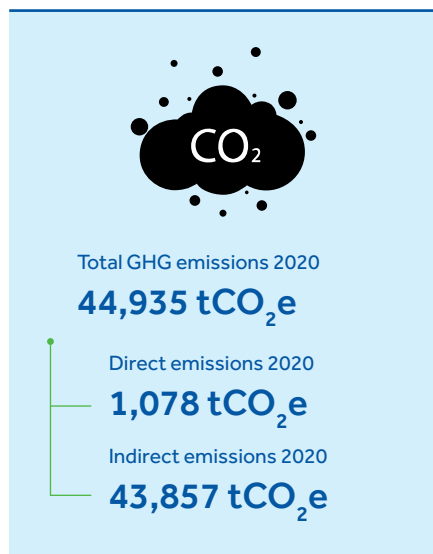 CO₂
Total GHG emissions 2020
44,935 tCO₂e
Direct emissions 2020
1,078 tCO₂e
Indirect emissions 2020
43,857 tCO₂e